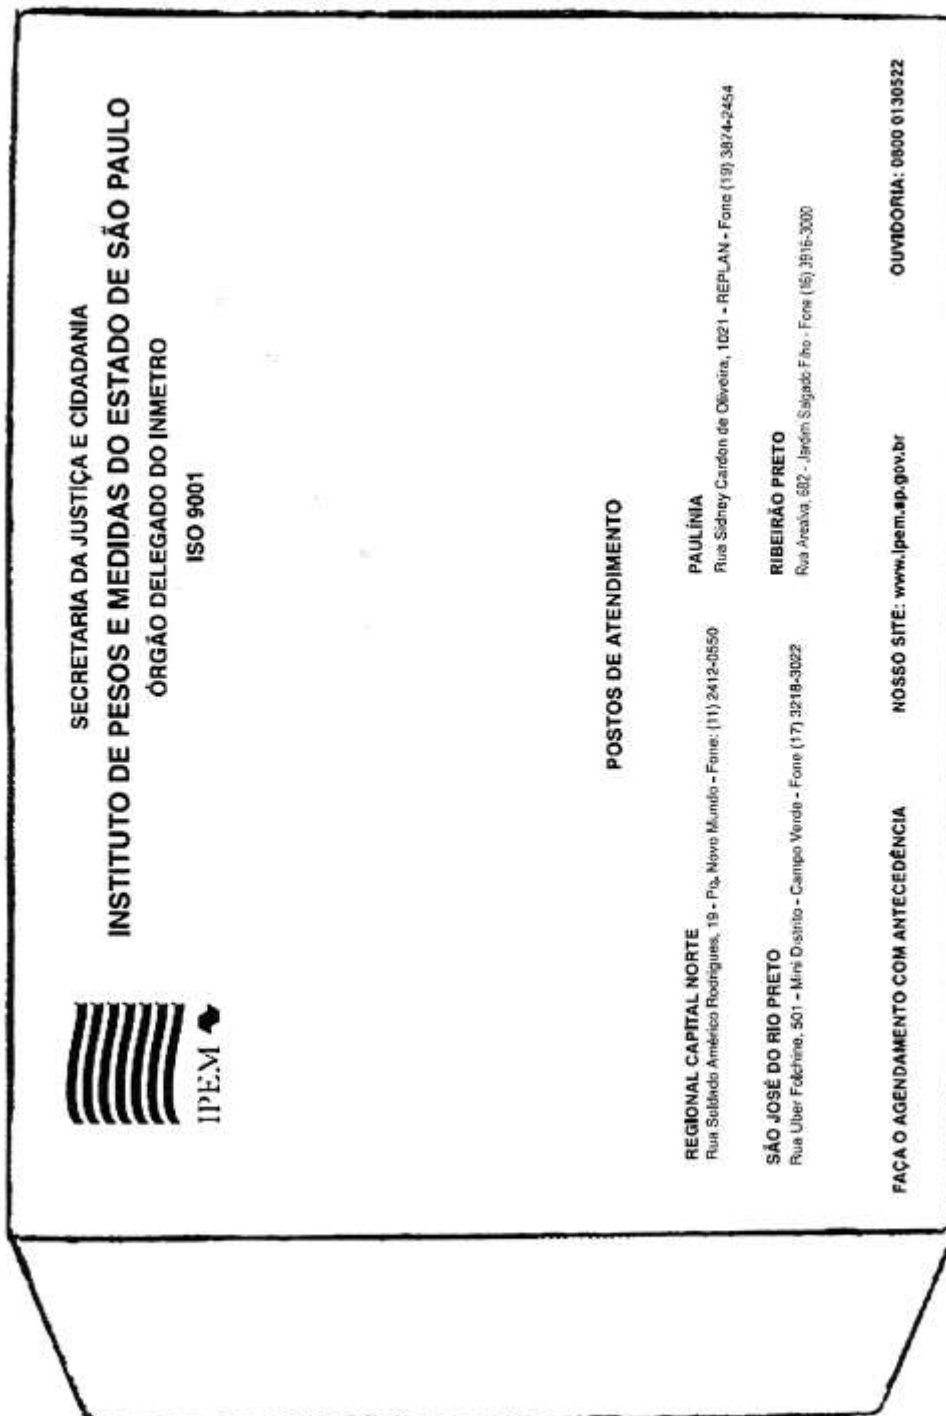 SECRETARIA DA JUSTIÇA E CIDADANIA
INSTITUTO DE PESOS E MEDIDAS DO ESTADO DE SÃO PAULO
ÓRGÃO DELEGADO DO INMETRO
ISO 9001
IPEM
POSTOS DE ATENDIMENTO
REGIONAL CAPITAL NORTE
Rua Soldado Américo Rodrigues, 19 - Pq. Novo Mundo - Fone: (11) 2412-0550
PAULÍNIA
Rua Sidney Cardon de Oliveira, 1021 - REPLAN - Fone (19) 3874-2454
SÃO JOSÉ DO RIO PRETO
Rua Uber Folchine, 501 - Mini Distrito - Campo Verde - Fone (17) 3218-3022
RIBEIRÃO PRETO
Rua Arealva, 682 - Jardim Salgado Filho - Fone (16) 3916-3000
FAÇA O AGENDAMENTO COM ANTECEDÊNCIA
NOSSO SITE: www.ipem.sp.gov.br
OUVIDORIA: 0800 0130522